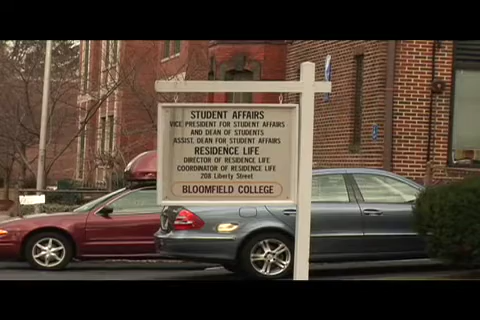 STUDENT AFFAIRS
VICE PRESIDENT FOR STUDENT AFFAIRS
AND DEAN OF STUDENTS
ASSIST. DEAN FOR STUDENT AFFAIRS
RESIDENCE LIFE
DIRECTOR OF RESIDENCE LIFE
COORDINATOR OF RESIDENCE LIFE
208 Liberty Street
BLOOMFIELD COLLEGE